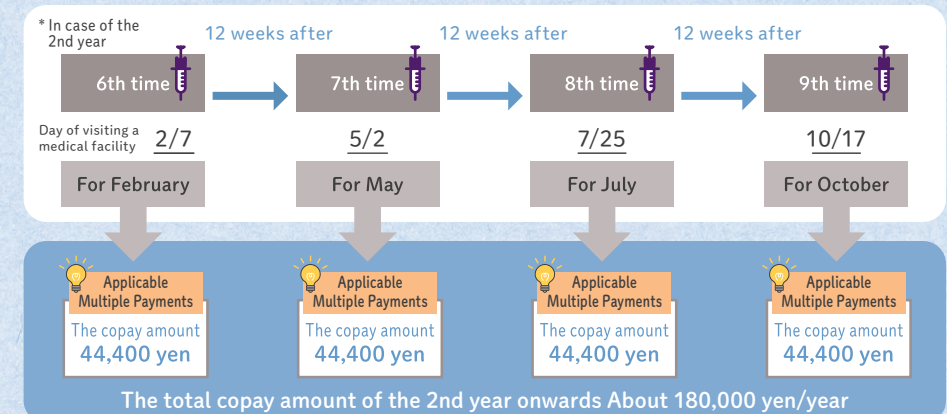 * In case of the
2nd year
12 weeks after
12 weeks after
12 weeks after
6th time
7th time
8th time
9th time
Day of visiting a
medical facility
2/7
5/2
7/25
10/17
For February
For May
For July
For October
Applicable
Multiple Payments
The copay amount
44,400 yen
Applicable
Multiple Payments
The copay amount
44,400 yen
Applicable
Multiple Payments
The copay amount
44,400 yen
Applicable
Multiple Payments
The copay amount
44,400 yen
The total copay amount of the 2nd year onwards About 180,000 yen/year